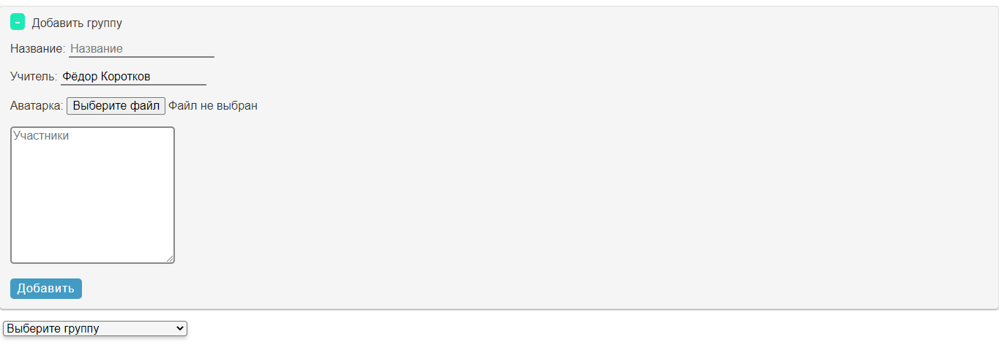 - Добавить группу
Название: Название
Учитель: Фёдор Коротков
Аватарка: Выберите файл Файл не выбран
Участники
Добавить
Выберите группу